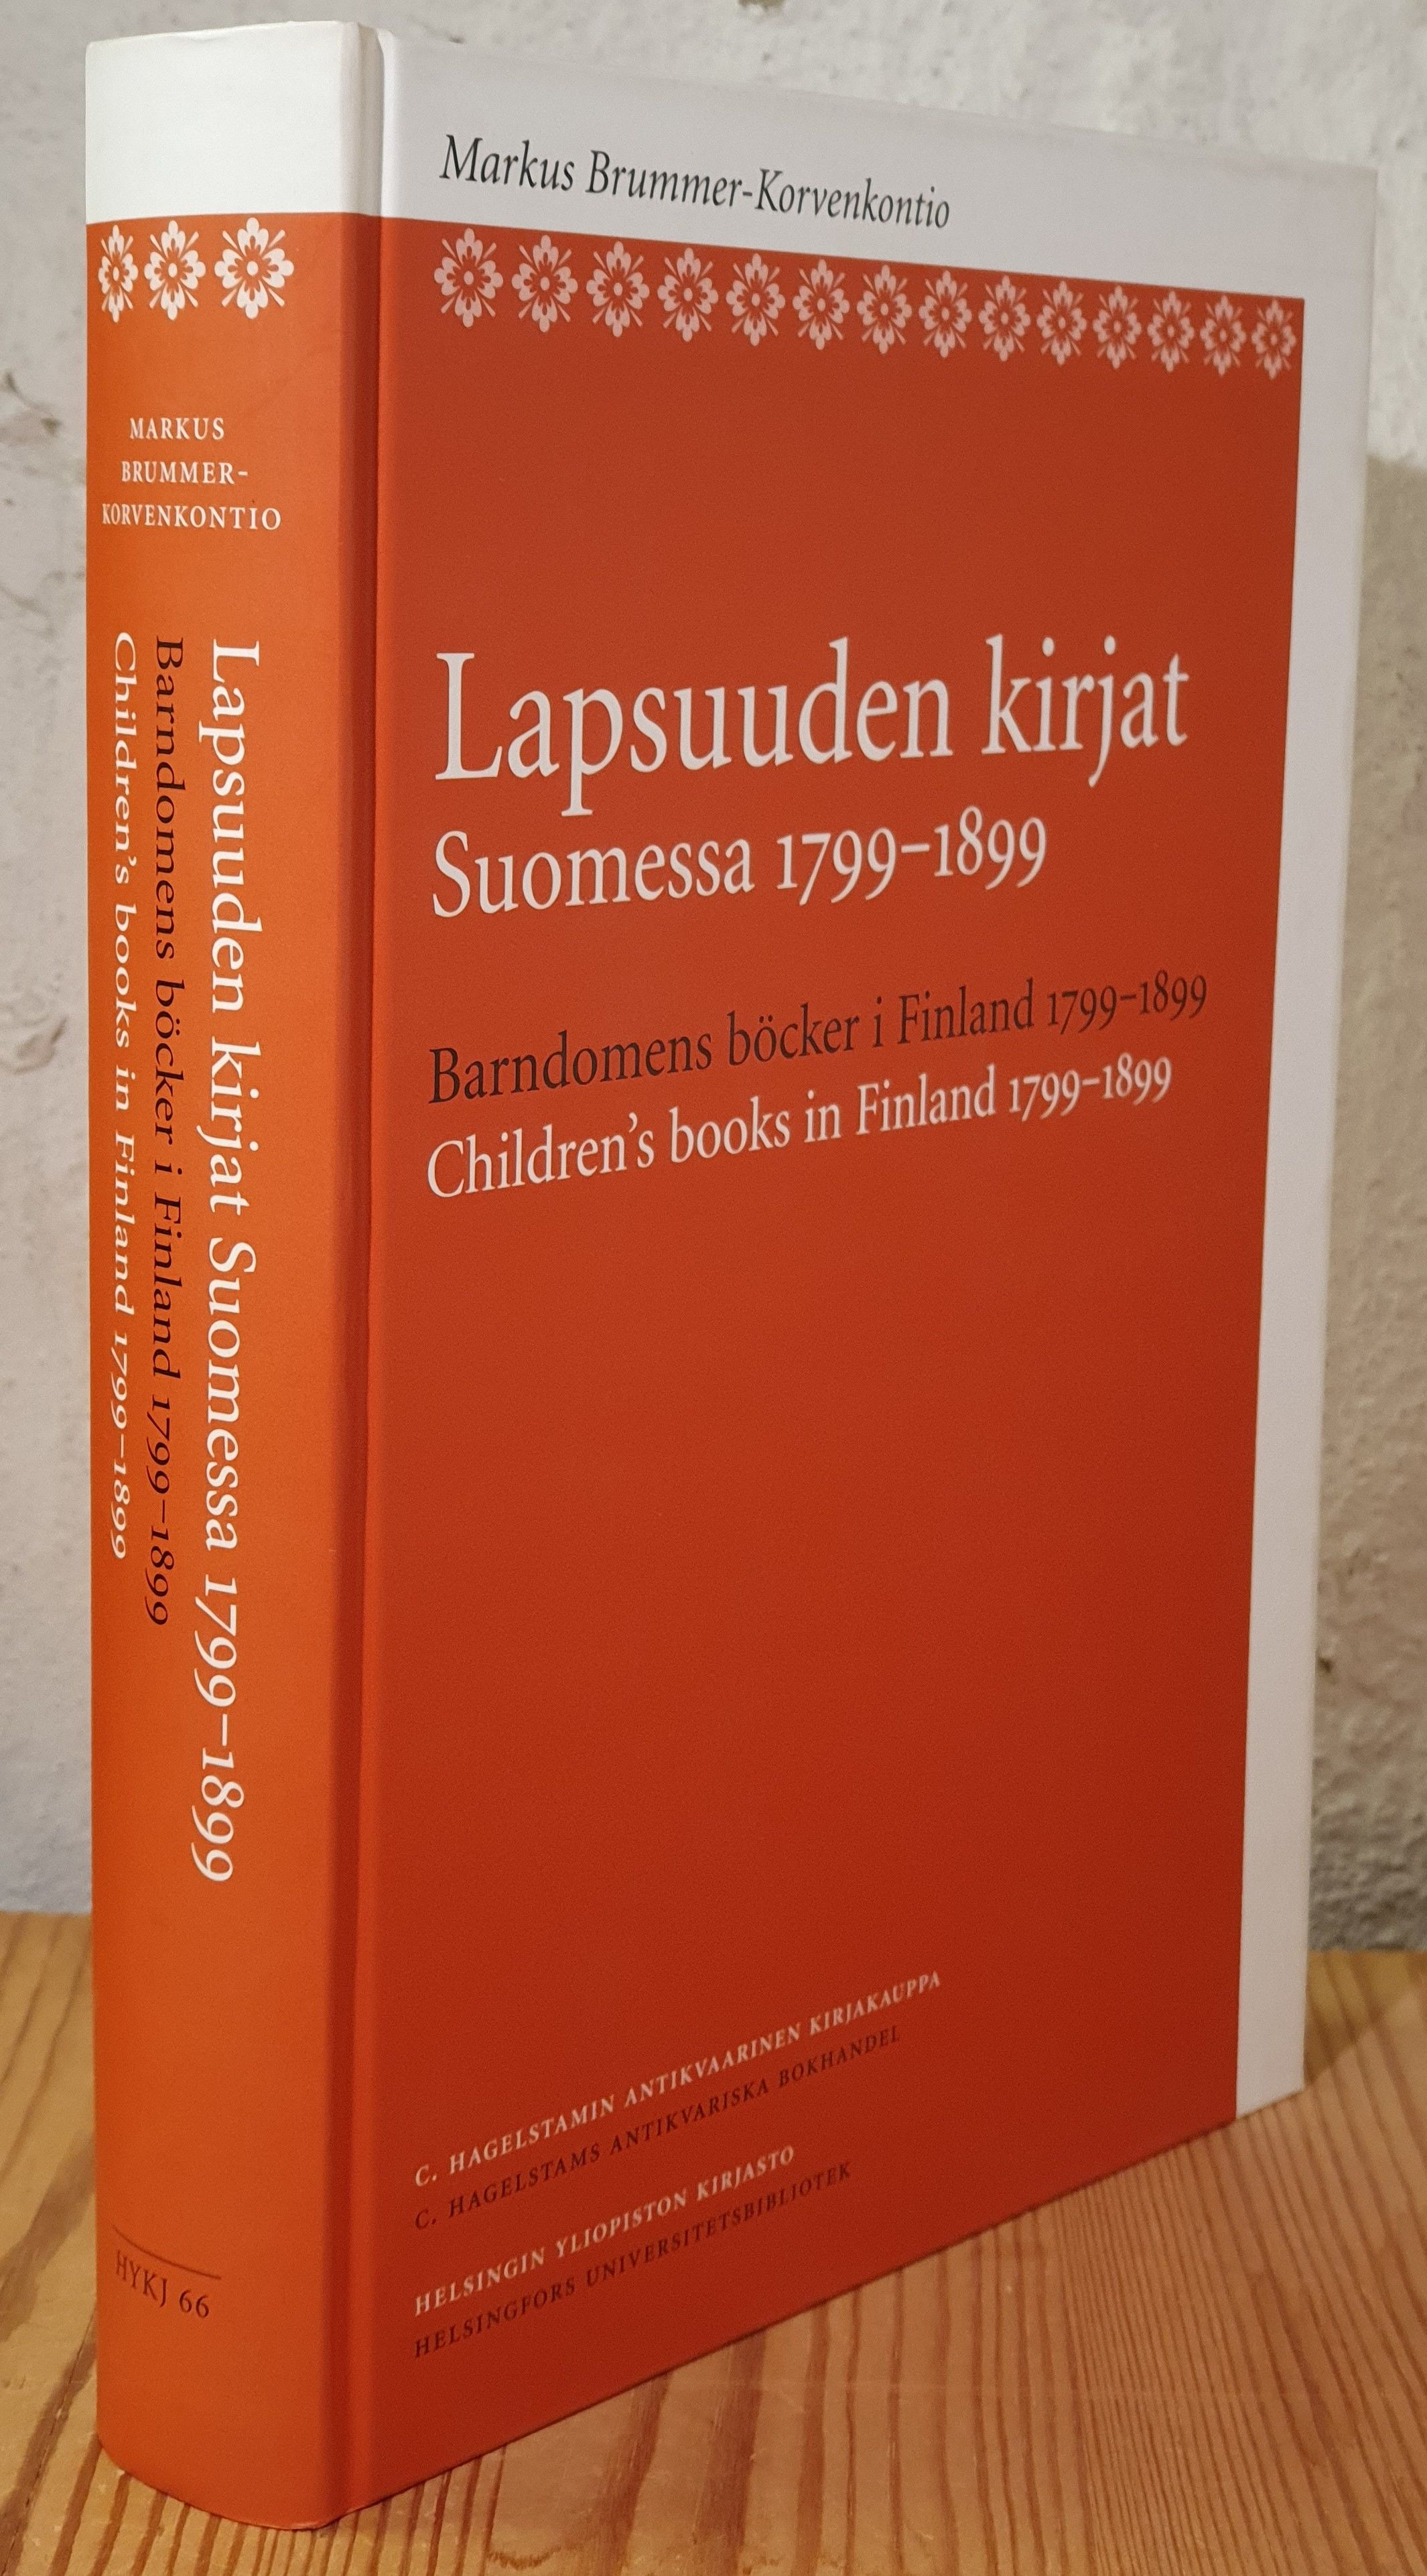 MARKUS
BRUMMER-
KORVENKONTIO
Lapsuuden kirjat Suomessa 1799–1899
Barndomens böcker i Finland 1799–1899
Children’s books in Finland 1799–1899
HYKJ 66
Markus Brummer-Korvenkontio
Lapsuuden kirjat
Suomessa 1799–1899
Barndomens böcker i Finland 1799–1899
Children’s books in Finland 1799–1899
C. HAGELSTAMIN ANTIKVAARINEN KIRJAKAUPPA
C. HAGELSTAMS ANTIKVARISKA BOKHANDEL
HELSINGIN YLIOPISTON KIRJASTO
HELSINGFORS UNIVERSITETSBIBLIOTEK